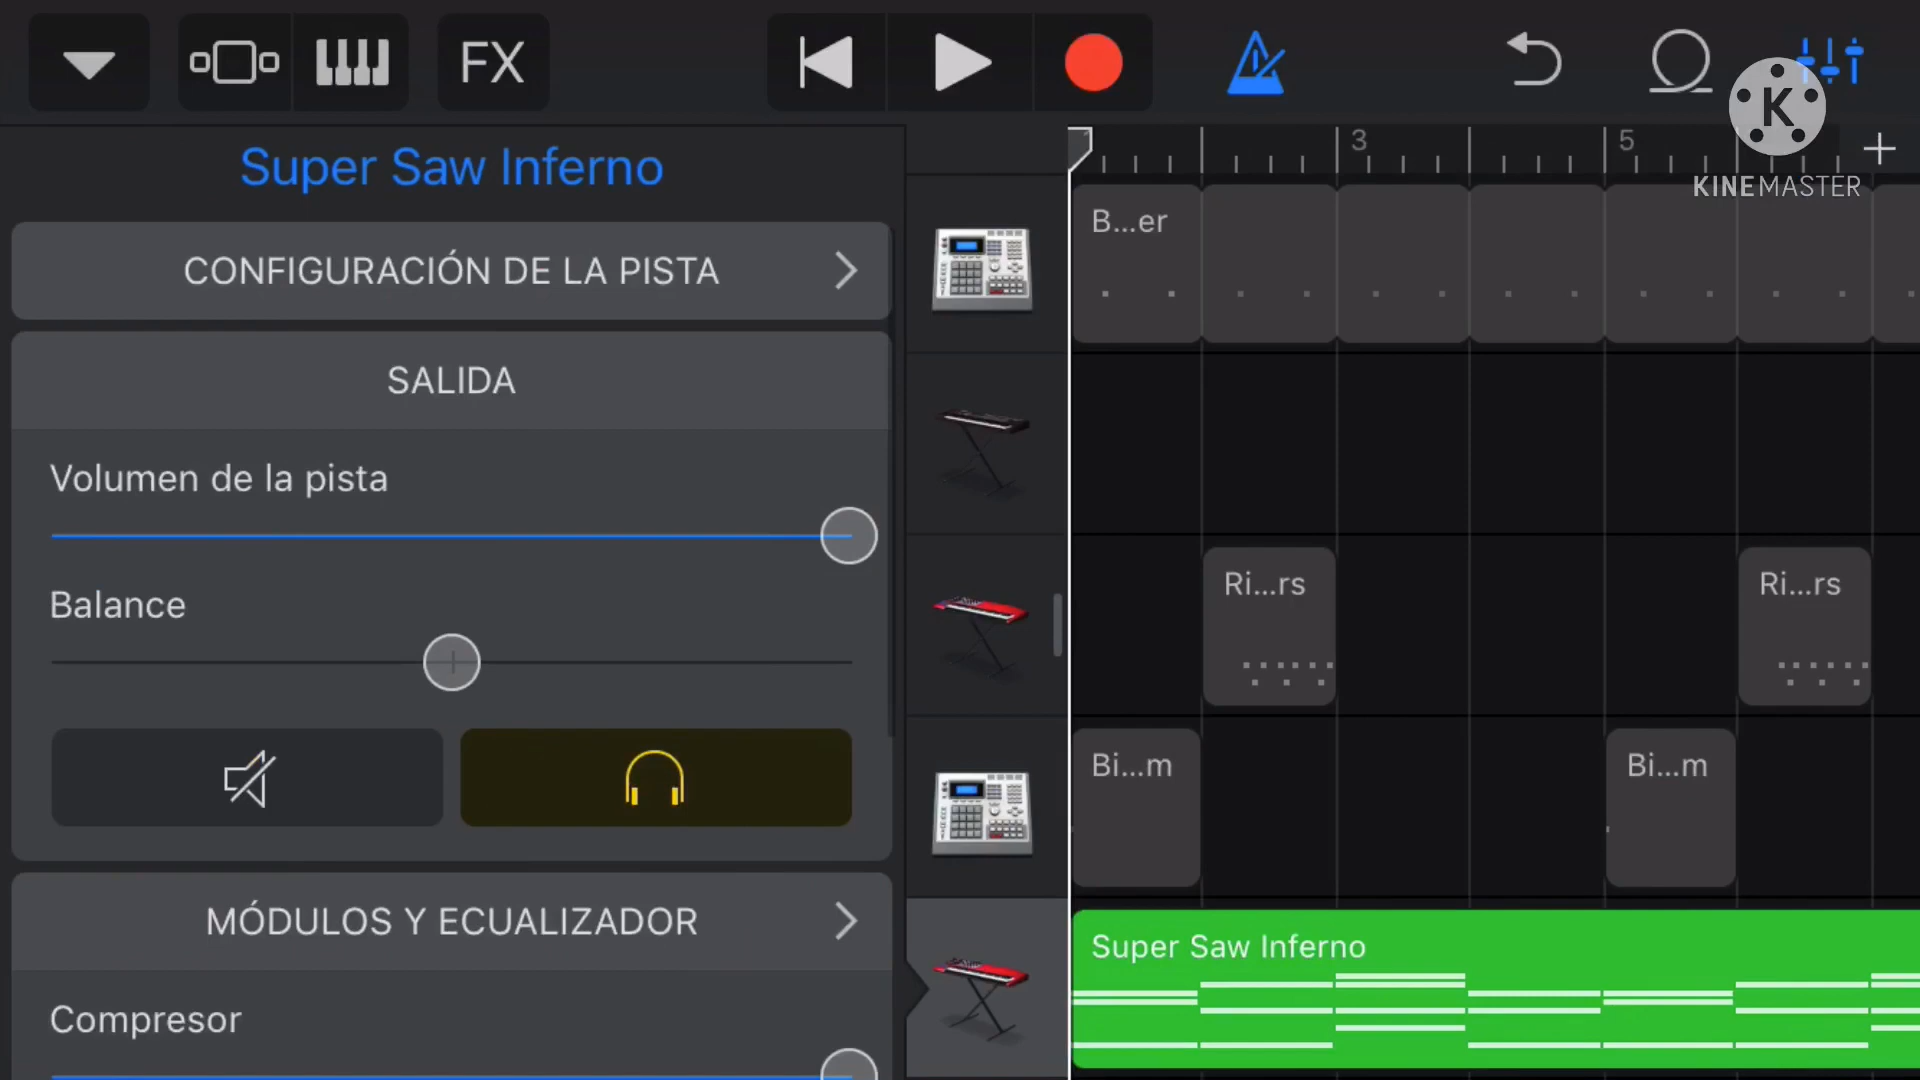 FX
Super Saw Inferno
CONFIGURACIÓN DE LA PISTA
SALIDA
Volumen de la pista
Balance
MÓDULOS Y ECUALIZADOR
Compresor
3
5
+
K
KINEMASTER
B...er
Ri...rs
Ri...rs
Bi...m
Bi...m
Super Saw Inferno